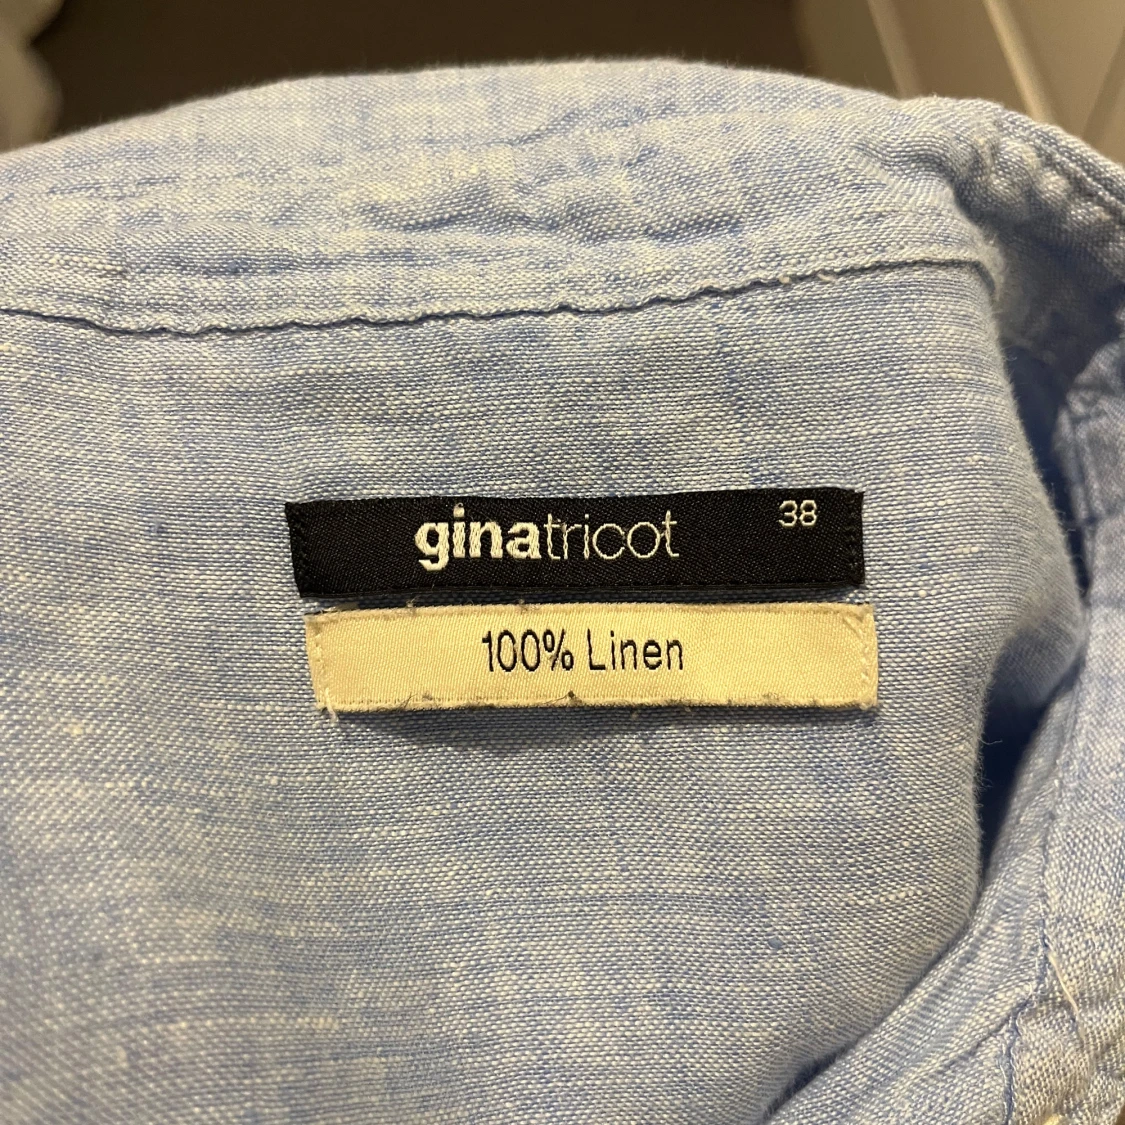 ginatricot 38
100% Linen